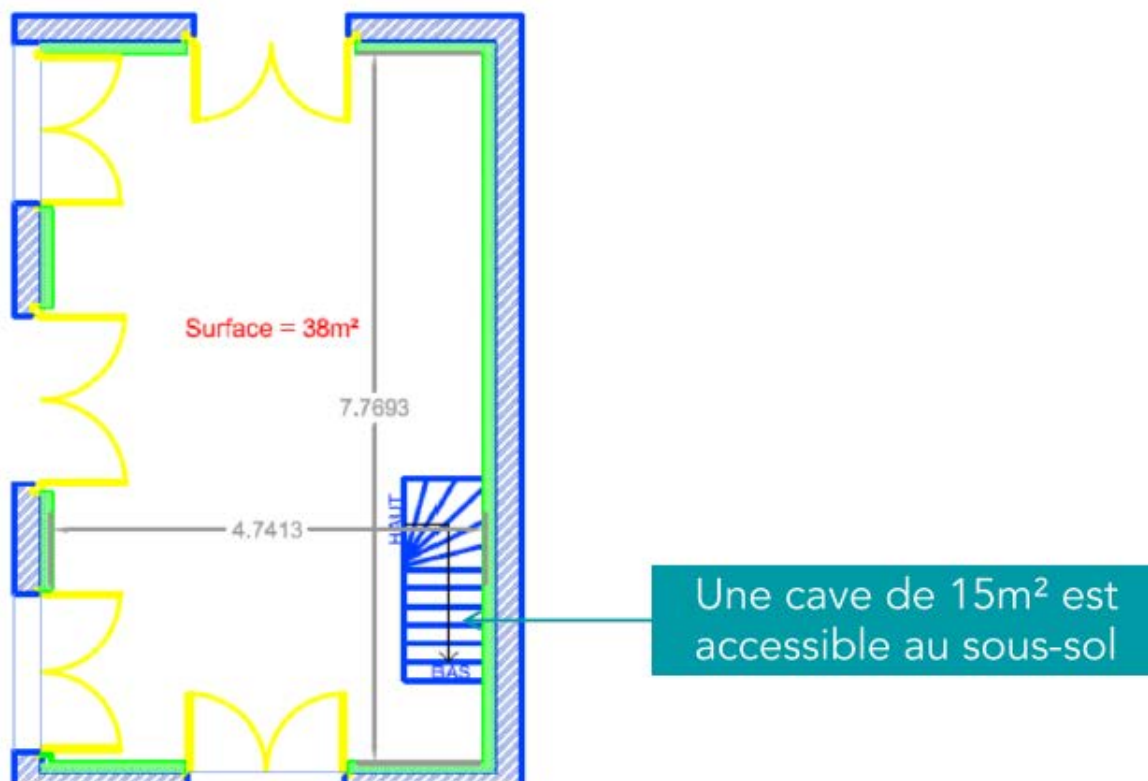 Surface = 38m²
7.7693
HAUT
4.7413
BAS
Une cave de 15m² est
accessible au sous-sol